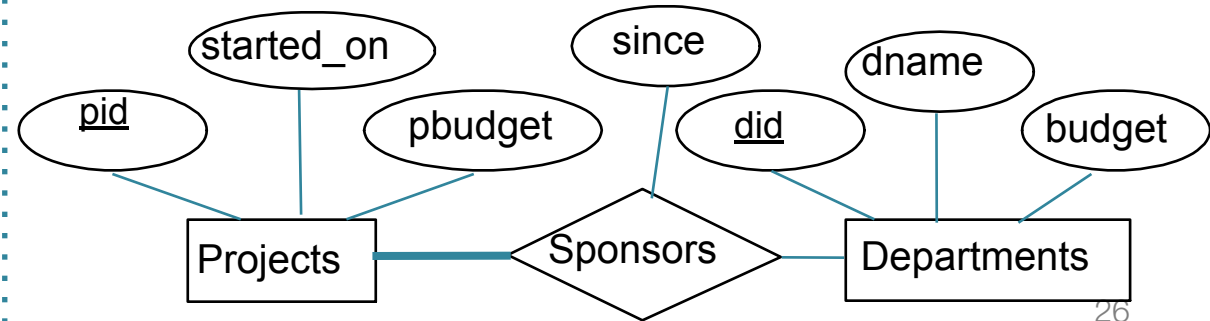 started_on
since
dname
pid
pbudget
did
budget
Projects
Sponsors
Departments
26